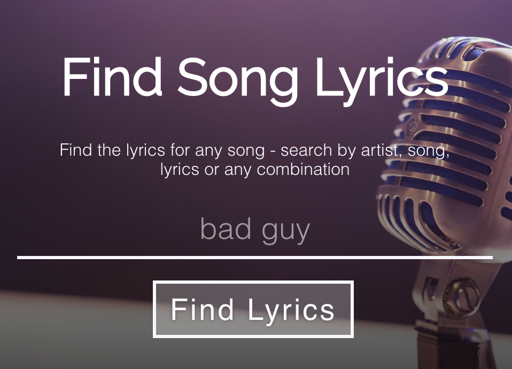 Find Song Lyrics
Find the lyrics for any song - search by artist, song,
lyrics or any combination
bad guy
Find Lyrics